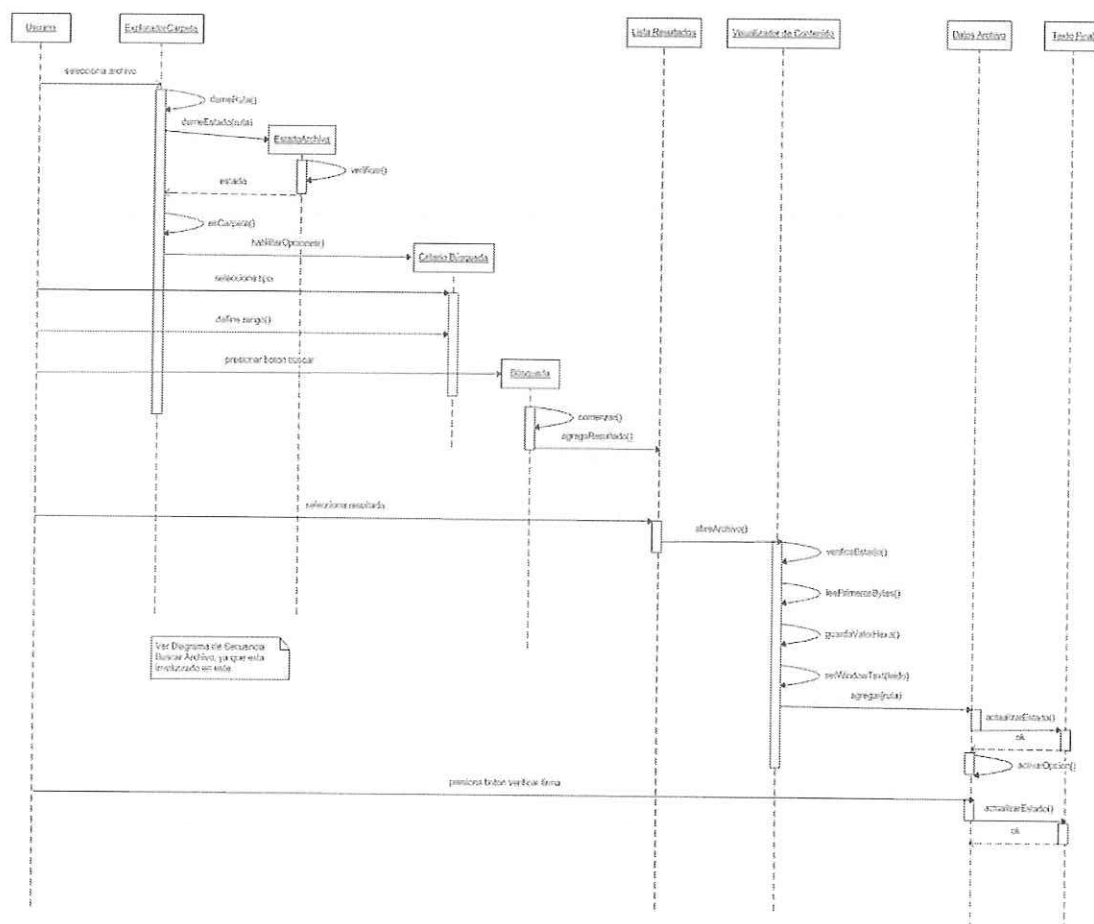 Usuario
ExploradorCarpeta
Lista Resultados
Visualizador de Contenido
Datos Archivo
Texto Final
selecciona archivo
dameRuta()
dameEstado(ruta)
EstadoArchivo
verificar()
estado
esCarpeta()
habilitarOpciones()
Criterio Búsqueda
selecciona tipo
define rango()
presionar boton buscar
Búsqueda
comenzar()
agregaResultado()
selecciona resultado
abreArchivo()
verificaEstado()
leePrimerosBytes()
guardaValorHexa()
Ver Diagrama de Secuencia
Buscar Archivo, ya que esta
involucrado en este.
setWindowText(leido)
agregar(ruta)
actualizarEstado()
ok
activarOpcion()
presiona boton verificar firma
actualizarEstado()
ok